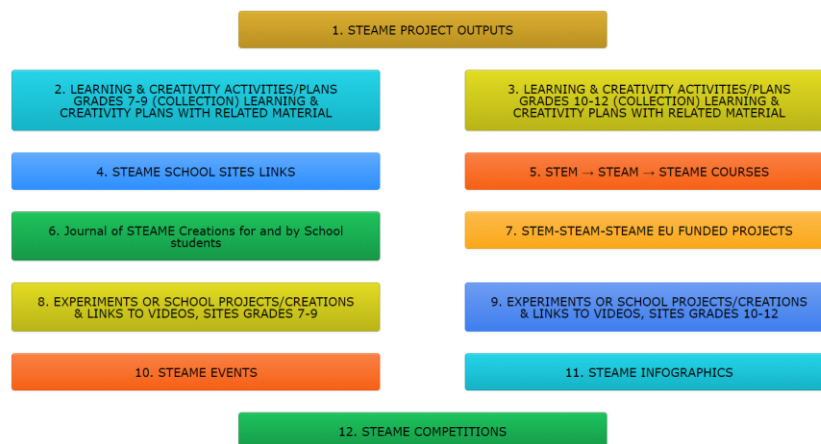 1. STEAME PROJECT OUTPUTS
2. LEARNING & CREATIVITY ACTIVITIES/PLANS
GRADES 7-9 (COLLECTION) LEARNING &
CREATIVITY PLANS WITH RELATED MATERIAL
3. LEARNING & CREATIVITY ACTIVITIES/PLANS
GRADES 10-12 (COLLECTION) LEARNING &
CREATIVITY PLANS WITH RELATED MATERIAL
4. STEAME SCHOOL SITES LINKS
5. STEM → STEAM → STEAME COURSES
6. Journal of STEAME Creations for and by School
students
7. STEM-STEAM-STEAME EU FUNDED PROJECTS
8. EXPERIMENTS OR SCHOOL PROJECTS/CREATIONS
& LINKS TO VIDEOS, SITES GRADES 7-9
9. EXPERIMENTS OR SCHOOL PROJECTS/CREATIONS
& LINKS TO VIDEOS, SITES GRADES 10-12
10. STEAME EVENTS
11. STEAME INFOGRAPHICS
12. STEAME COMPETITIONS